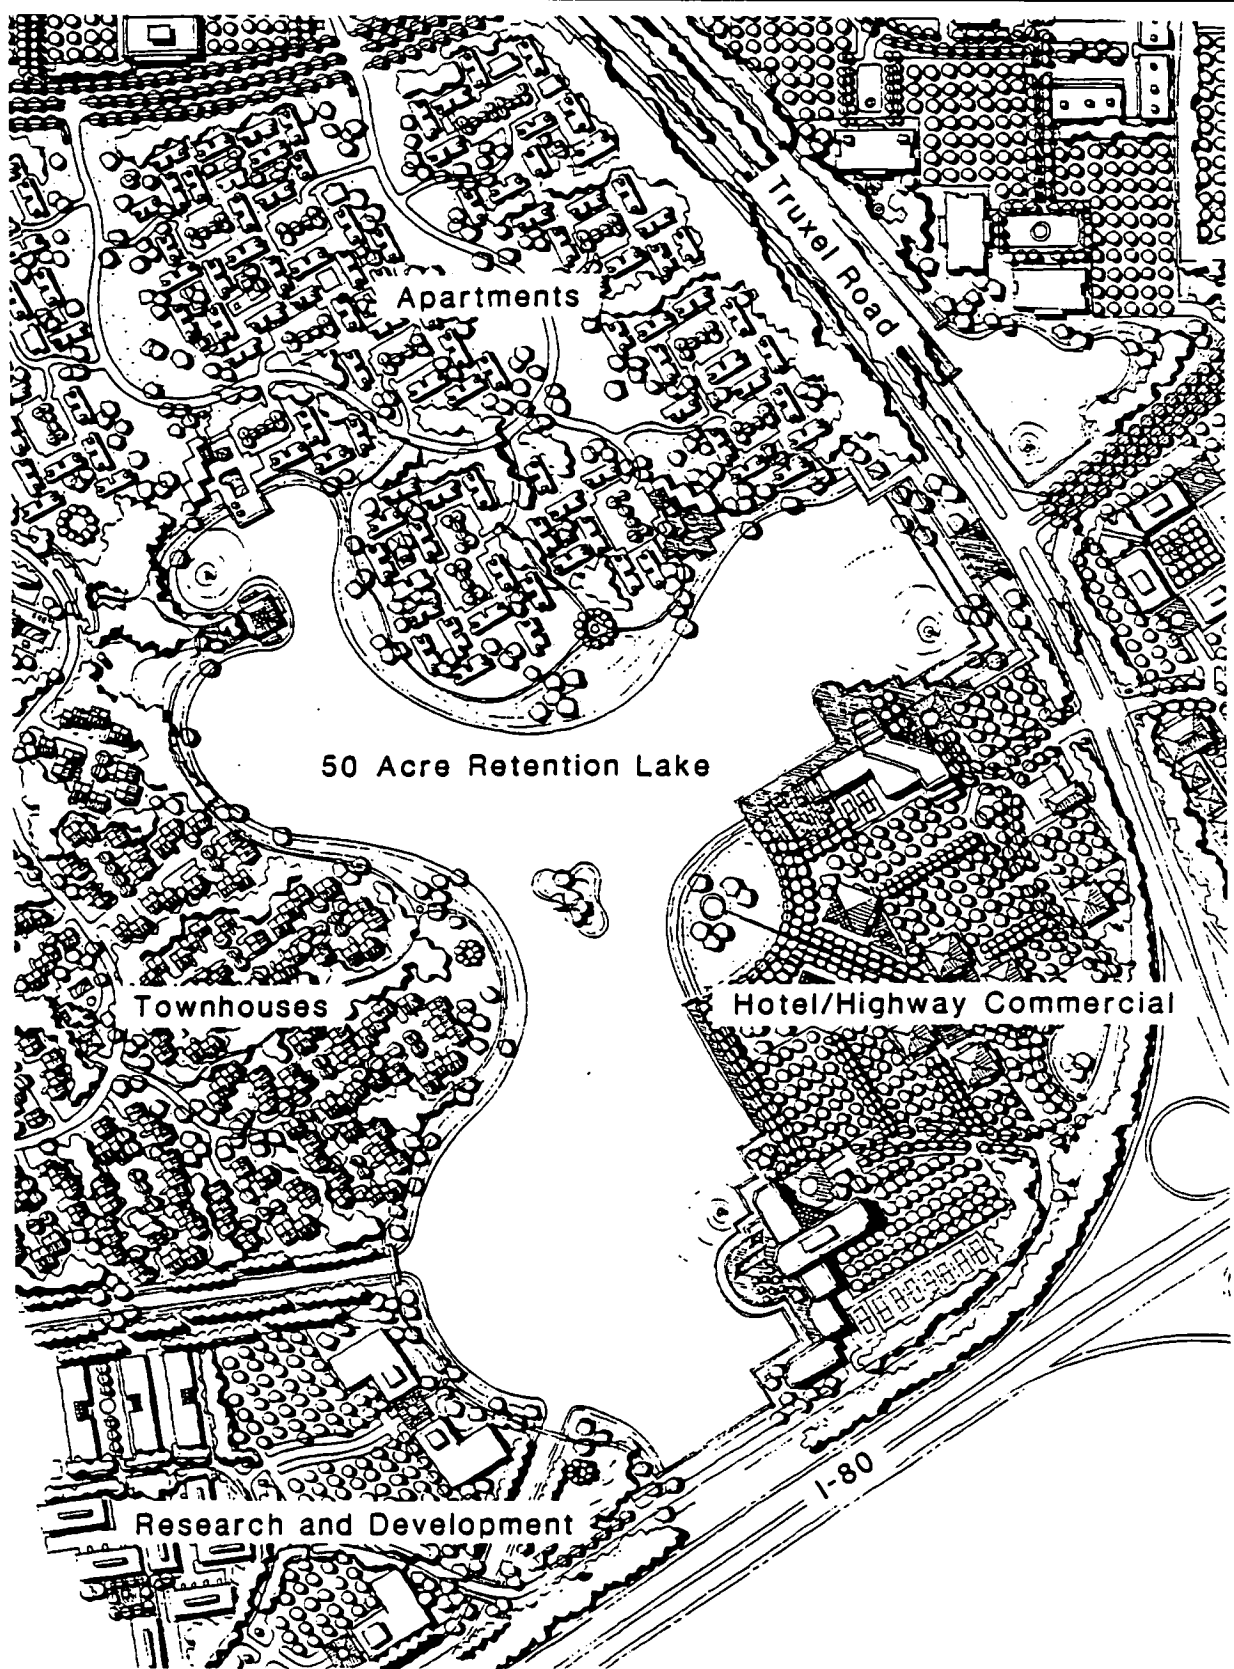 Truxel Road
Apartments
50 Acre Retention Lake
Townhouses
Hotel/Highway Commercial
I-80
Research and Development